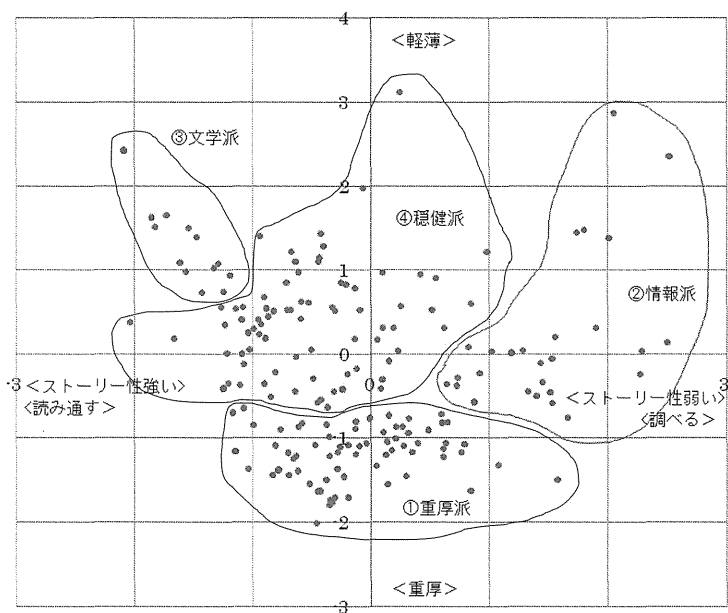 4
<軽薄>
3
③文学派
2
④穏健派
1
②情報派
0
-3 <ストーリー性強い> 0 <ストーリー性弱い> 3
<読み通す> <調べる>
-1
①重厚派
-2
<重厚>
-3